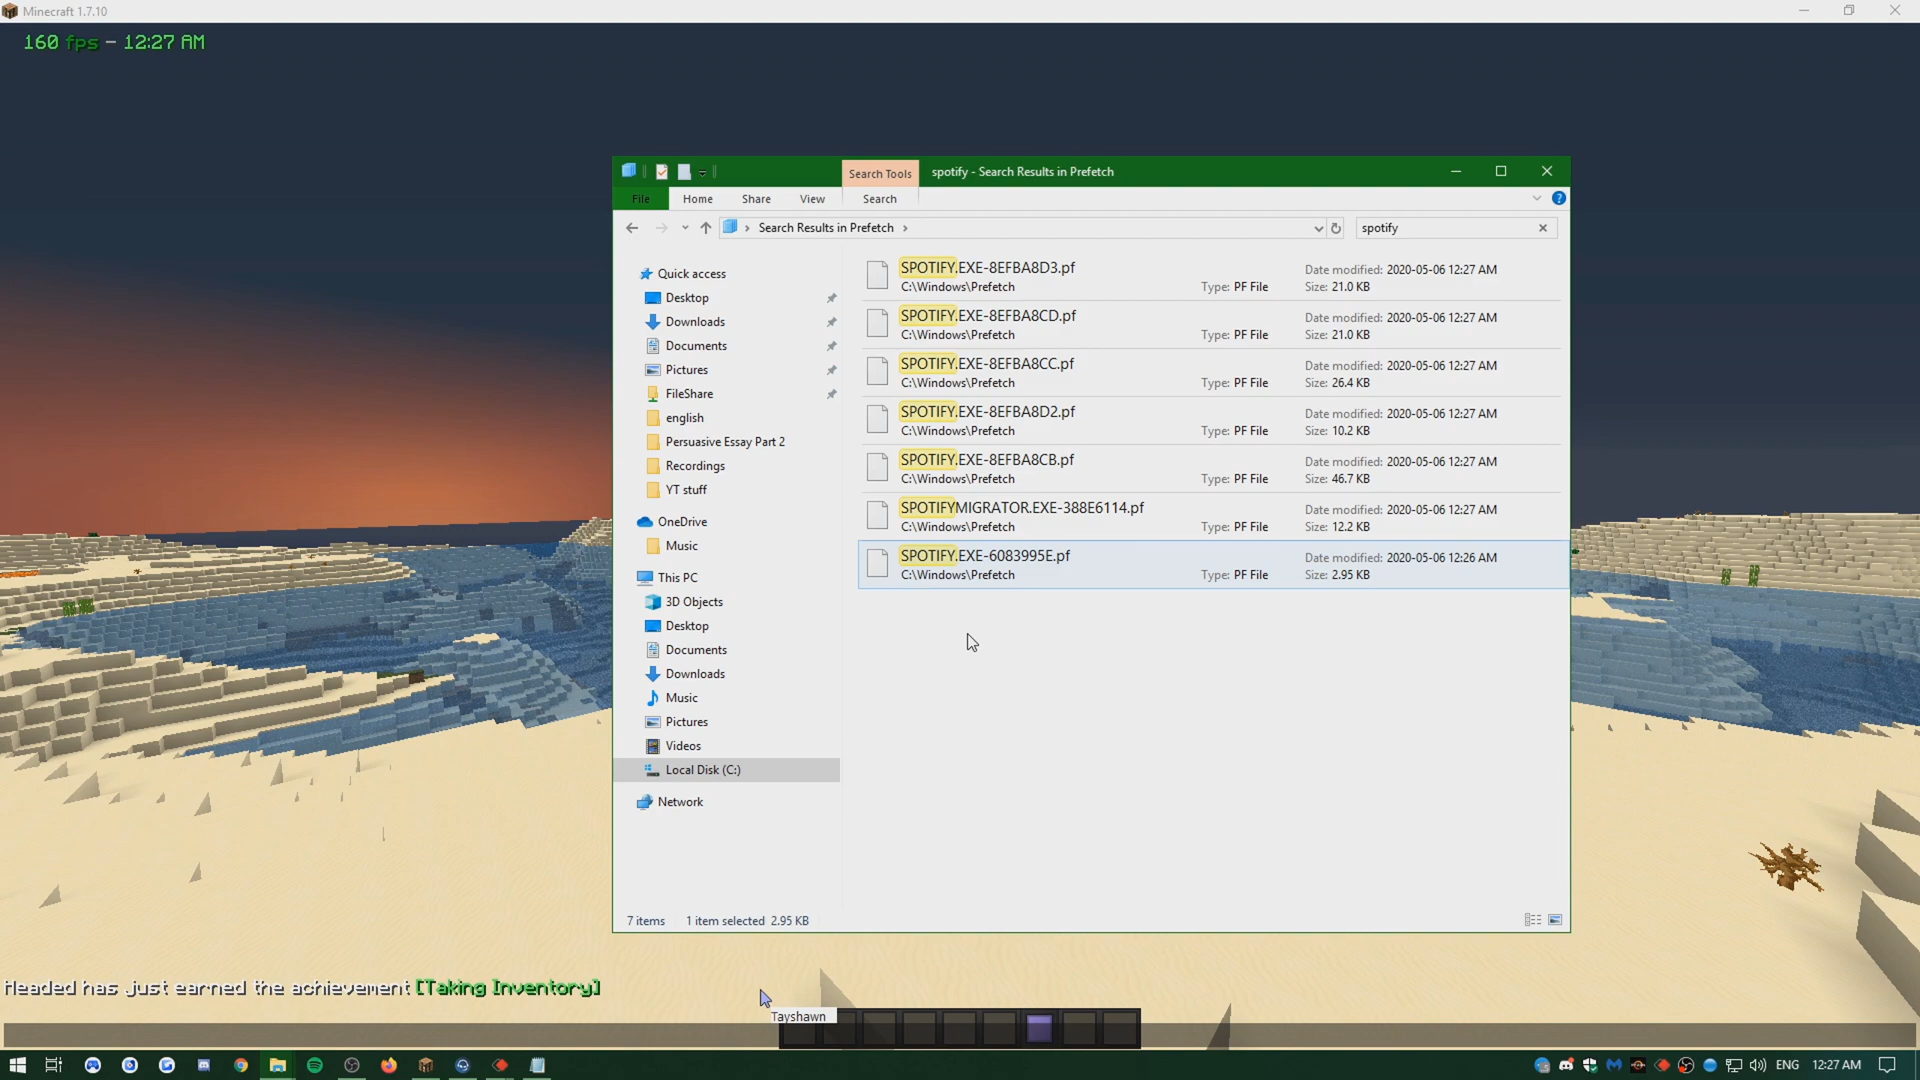 Minecraft 1.7.10
160 fps - 12:27 AM
Search Tools
spotify - Search Results in Prefetch
File
Home
Share
View
Search
Search Results in Prefetch
spotify
Quick access
Desktop
Downloads
Documents
Pictures
FileShare
english
Persuasive Essay Part 2
Recordings
YT stuff
OneDrive
Music
This PC
3D Objects
Desktop
Documents
Downloads
Music
Pictures
Videos
Local Disk (C:)
Network
SPOTIFY.EXE-8EFBA8D3.pf
Date modified: 2020-05-06 12:27 AM
C:\Windows\Prefetch
Type: PF File
Size: 21.0 KB
SPOTIFY.EXE-8EFBA8CD.pf
Date modified: 2020-05-06 12:27 AM
C:\Windows\Prefetch
Type: PF File
Size: 21.0 KB
SPOTIFY.EXE-8EFBA8CC.pf
Date modified: 2020-05-06 12:27 AM
C:\Windows\Prefetch
Type: PF File
Size: 26.4 KB
SPOTIFY.EXE-8EFBA8D2.pf
Date modified: 2020-05-06 12:27 AM
C:\Windows\Prefetch
Type: PF File
Size: 10.2 KB
SPOTIFY.EXE-8EFBA8CB.pf
Date modified: 2020-05-06 12:27 AM
C:\Windows\Prefetch
Type: PF File
Size: 46.7 KB
SPOTIFYMIGRATOR.EXE-388E6114.pf
Date modified: 2020-05-06 12:27 AM
C:\Windows\Prefetch
Type: PF File
Size: 12.2 KB
SPOTIFY.EXE-6083995E.pf
Date modified: 2020-05-06 12:26 AM
C:\Windows\Prefetch
Type: PF File
Size: 2.95 KB
7 items
1 item selected 2.95 KB
Headed has just earned the achievement [Taking Inventory]
Tayshawn
ENG
12:27 AM